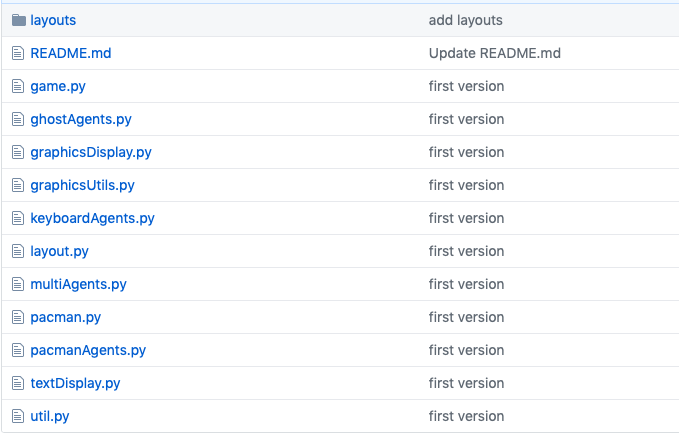 layouts add layouts
README.md Update README.md
game.py first version
ghostAgents.py first version
graphicsDisplay.py first version
graphicsUtils.py first version
keyboardAgents.py first version
layout.py first version
multiAgents.py first version
pacman.py first version
pacmanAgents.py first version
textDisplay.py first version
util.py first version